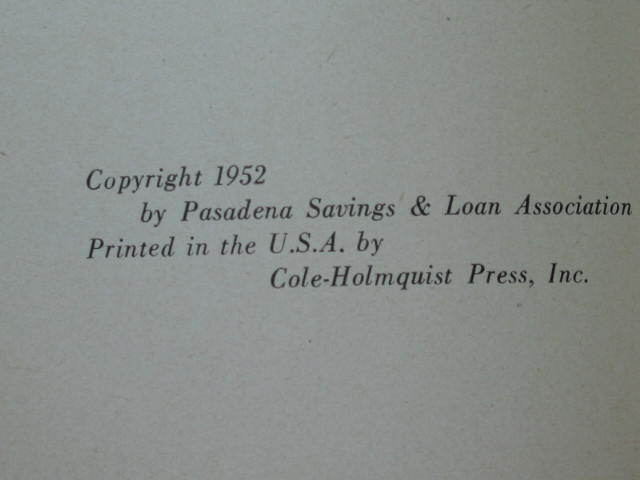 Copyright 1952
by Pasadena Savings & Loan Association
Printed in the U.S.A. by
Cole-Holmquist Press, Inc.